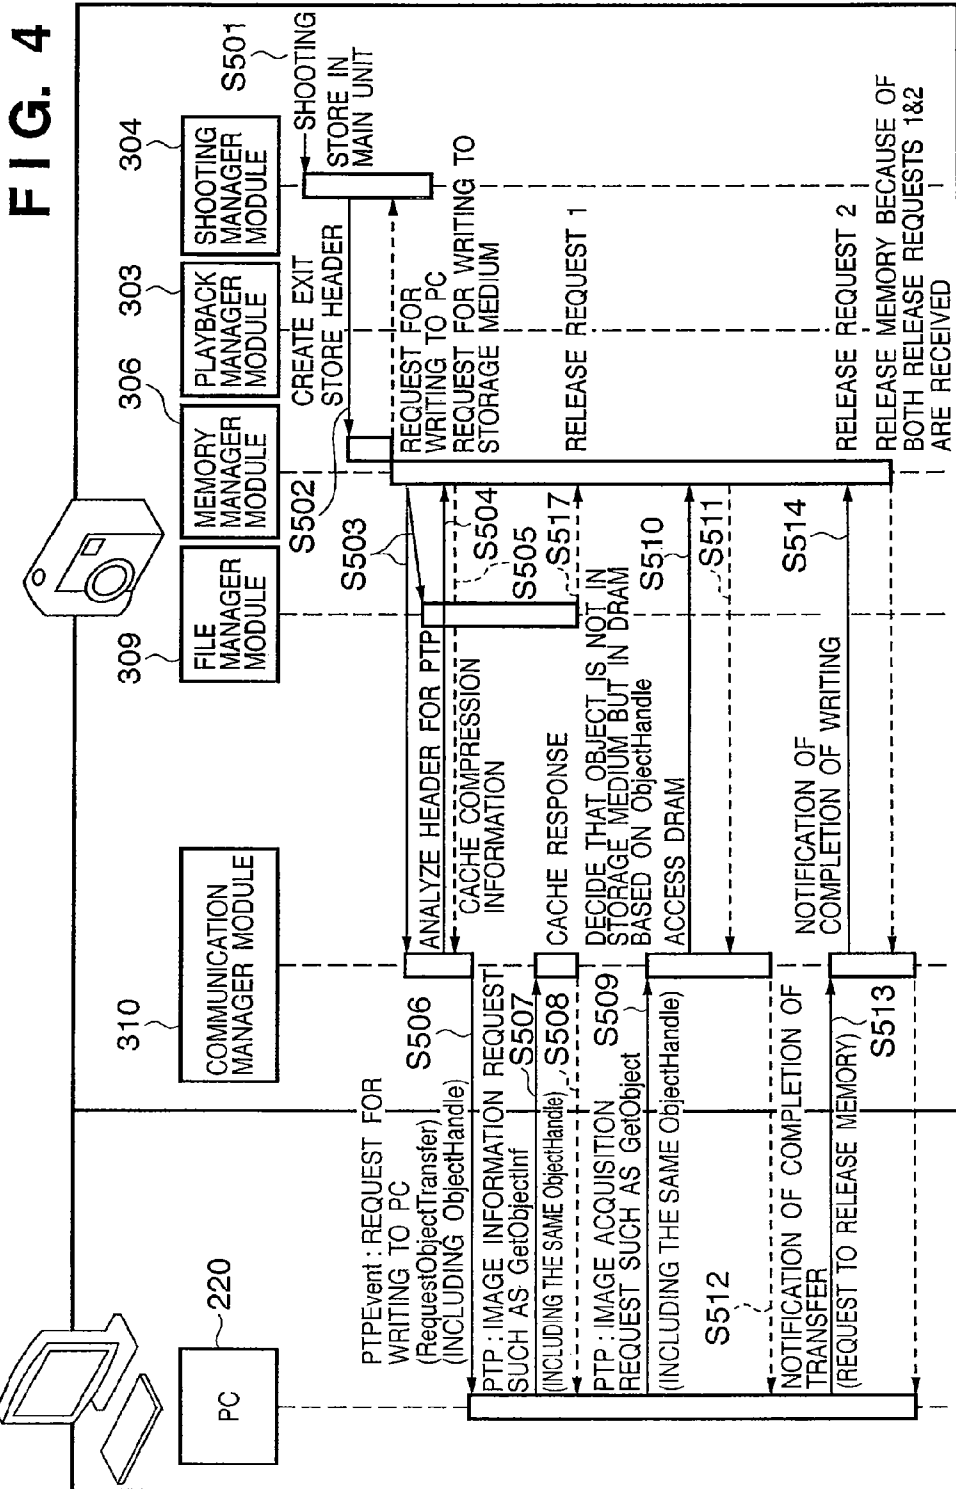 FIG. 4
220
PC
310
COMMUNICATION
MANAGER MODULE
309
FILE
MANAGER
MODULE
306
MEMORY
MANAGER
MODULE
303
PLAYBACK
MANAGER
MODULE
304
SHOOTING
MANAGER
MODULE
S501
SHOOTING
STORE IN
MAIN UNIT
CREATE EXIT
STORE HEADER
S502
S503
REQUEST FOR
WRITING TO PC
REQUEST FOR WRITING TO
STORAGE MEDIUM
ANALYZE HEADER FOR PTP
S504
CACHE COMPRESSION
INFORMATION
S505
PTPEvent : REQUEST FOR
WRITING TO PC
(RequestObjectTransfer)
(INCLUDING ObjectHandle)
S506
PTP : IMAGE INFORMATION REQUEST
SUCH AS GetObjectInf
S507
(INCLUDING THE SAME ObjectHandle)
S508
CACHE RESPONSE
S517
RELEASE REQUEST 1
PTP : IMAGE ACQUISITION
REQUEST SUCH AS GetObject
S509
(INCLUDING THE SAME ObjectHandle)
DECIDE THAT OBJECT IS NOT IN
STORAGE MEDIUM BUT IN DRAM
BASED ON ObjectHandle
ACCESS DRAM
S510
S511
S512
NOTIFICATION OF COMPLETION OF
TRANSFER
(REQUEST TO RELEASE MEMORY)
S513
NOTIFICATION OF
COMPLETION OF WRITING
S514
RELEASE REQUEST 2
RELEASE MEMORY BECAUSE OF
BOTH RELEASE REQUESTS 1&2
ARE RECEIVED